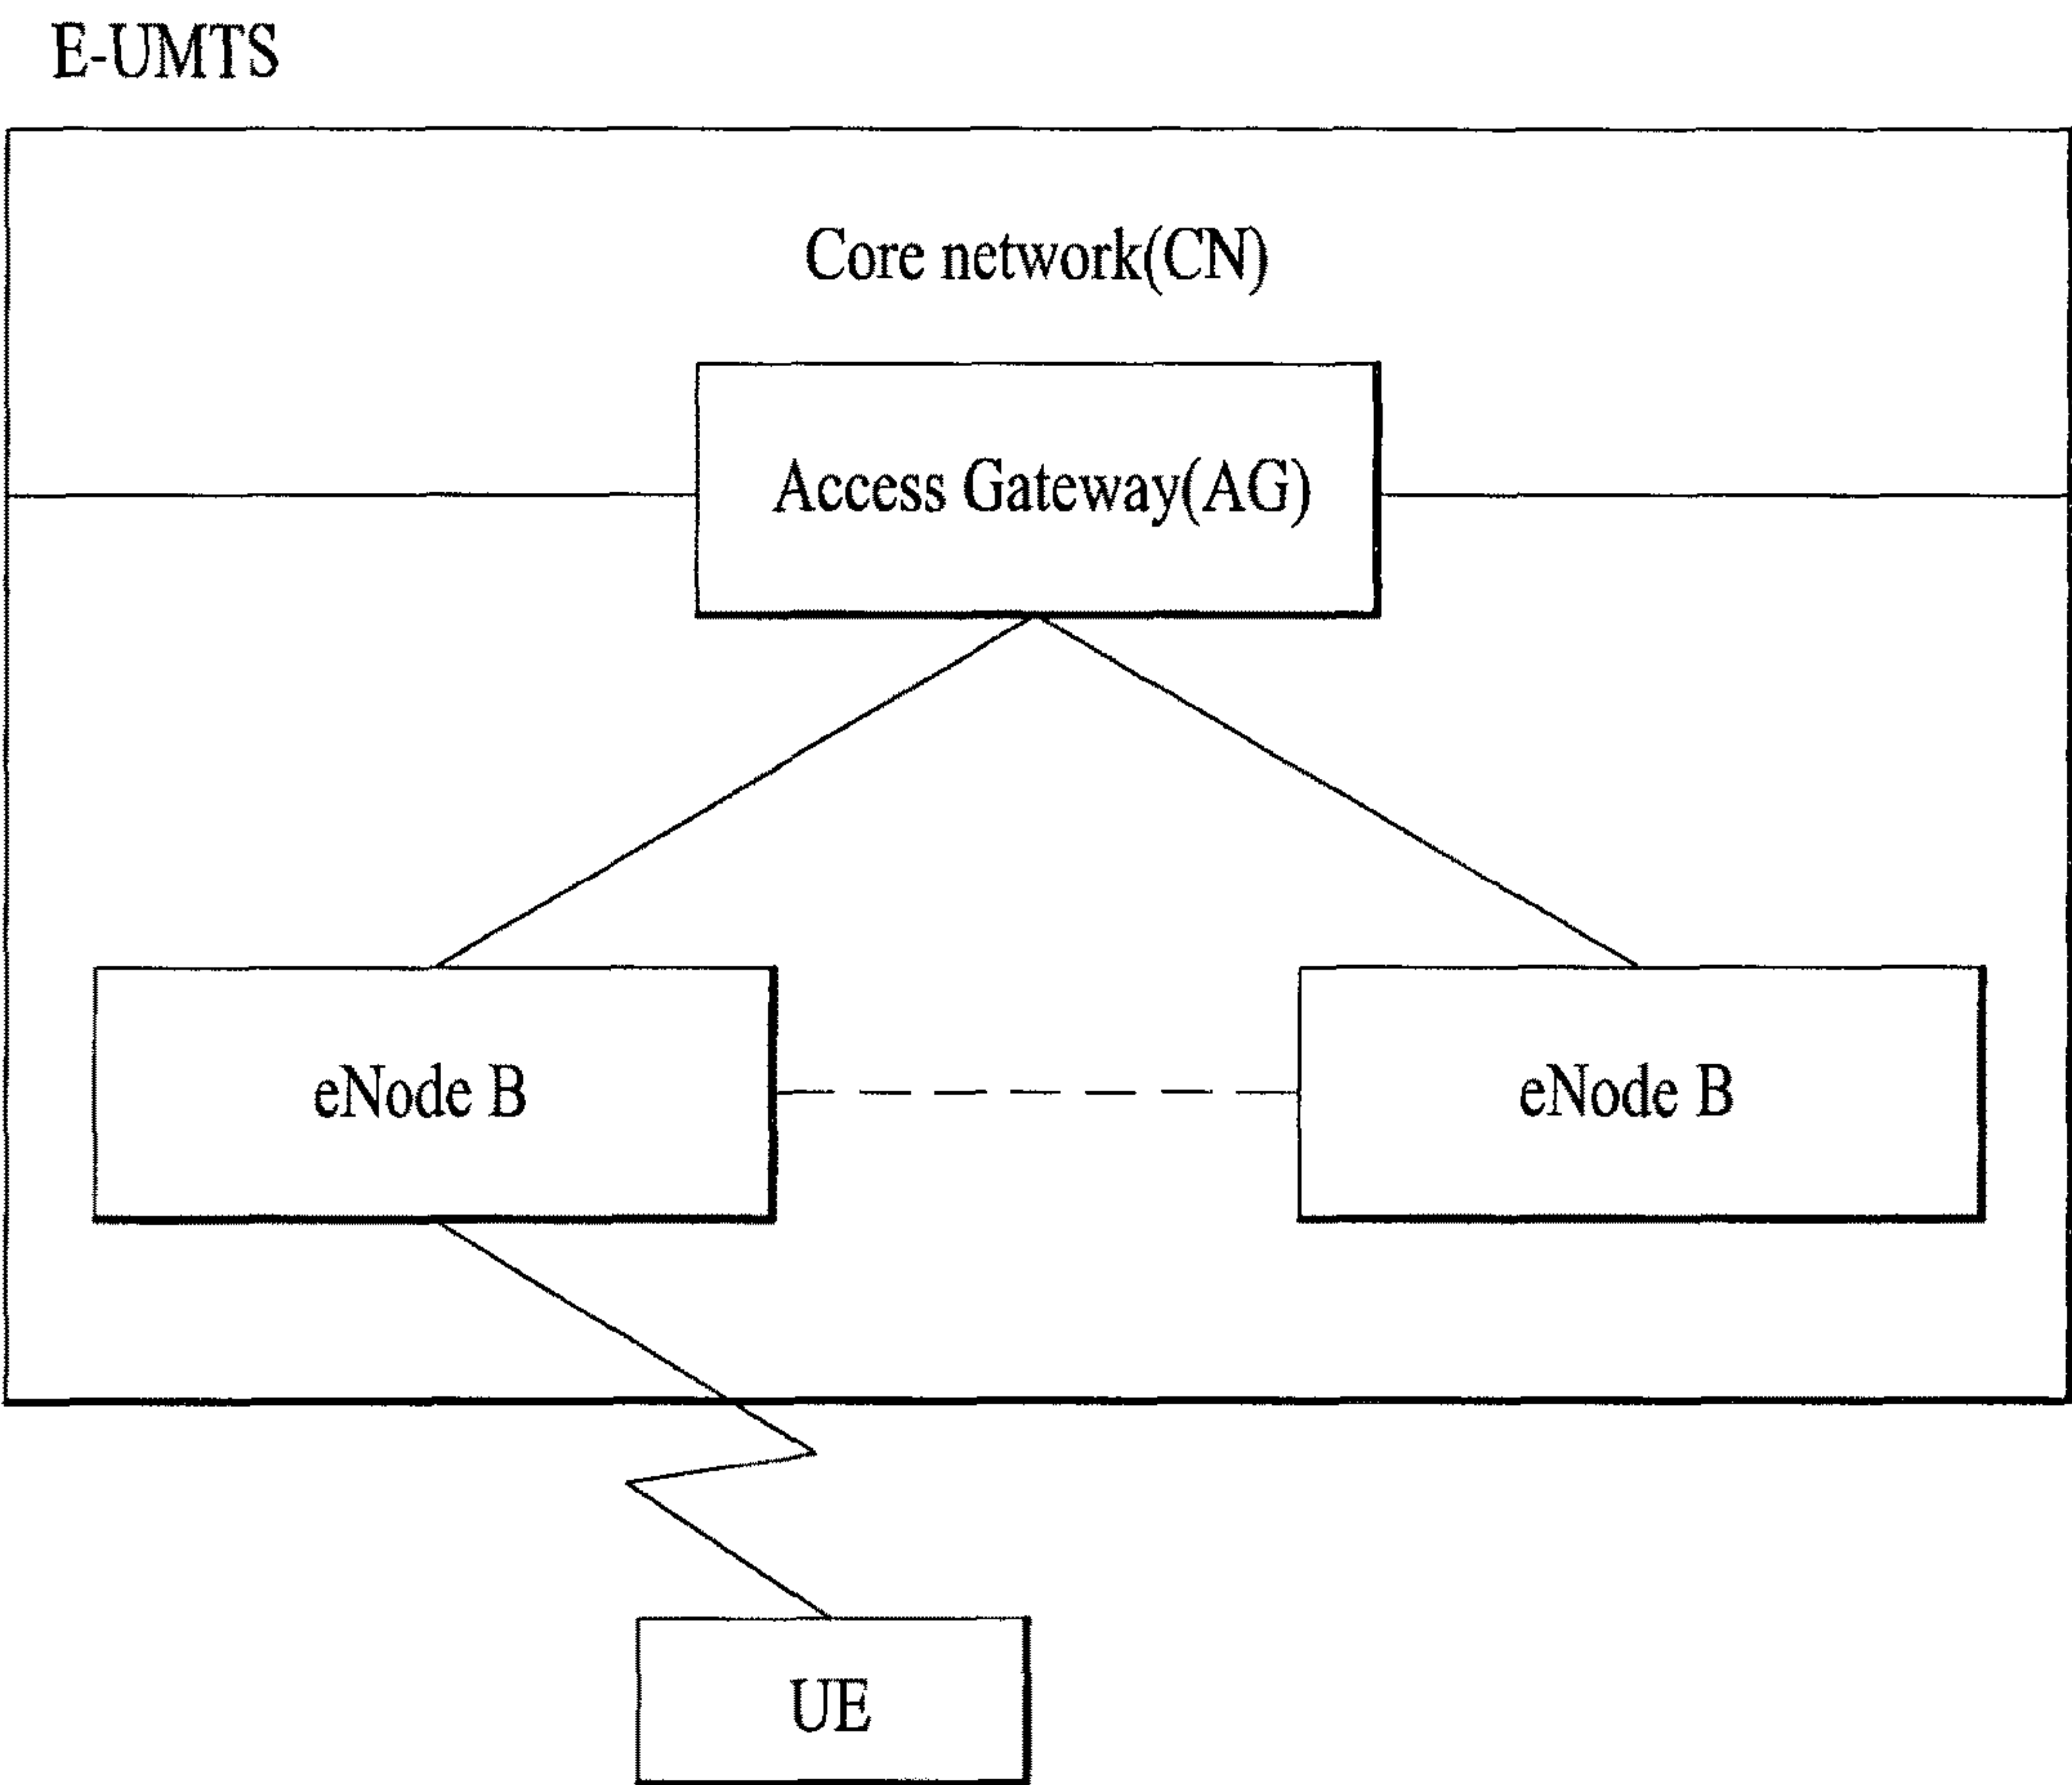 E-UMTS
Core network(CN)
Access Gateway(AG)
eNode B
eNode B
UE